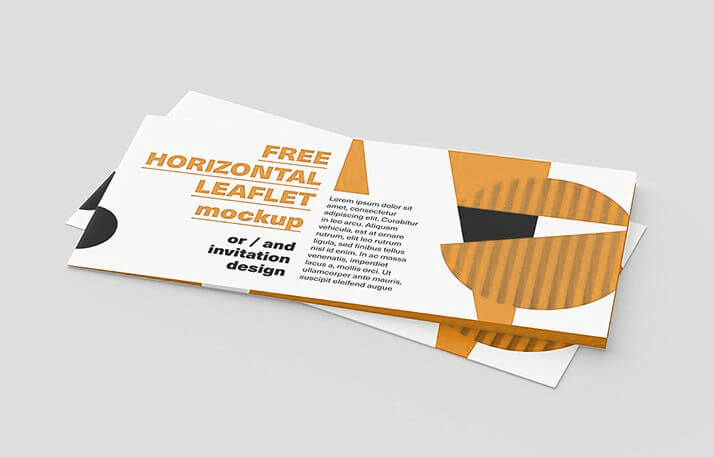 FREE
HORIZONTAL
LEAFLET
mockup
or / and
invitation
design
Lorem ipsum dolor sit
amet, consectetur
adipiscing elit. Curabitur
in leo arcu. Aliquam
vehicula, est at ornare
rutrum, elit leo rutrum
ligula, sed finibus tellus
nisl id enim. In ac massa
venenatis, imperdiet
lacus a, mollis orci. Ut
ullamcorper ante mauris,
suscipit eleifend augue